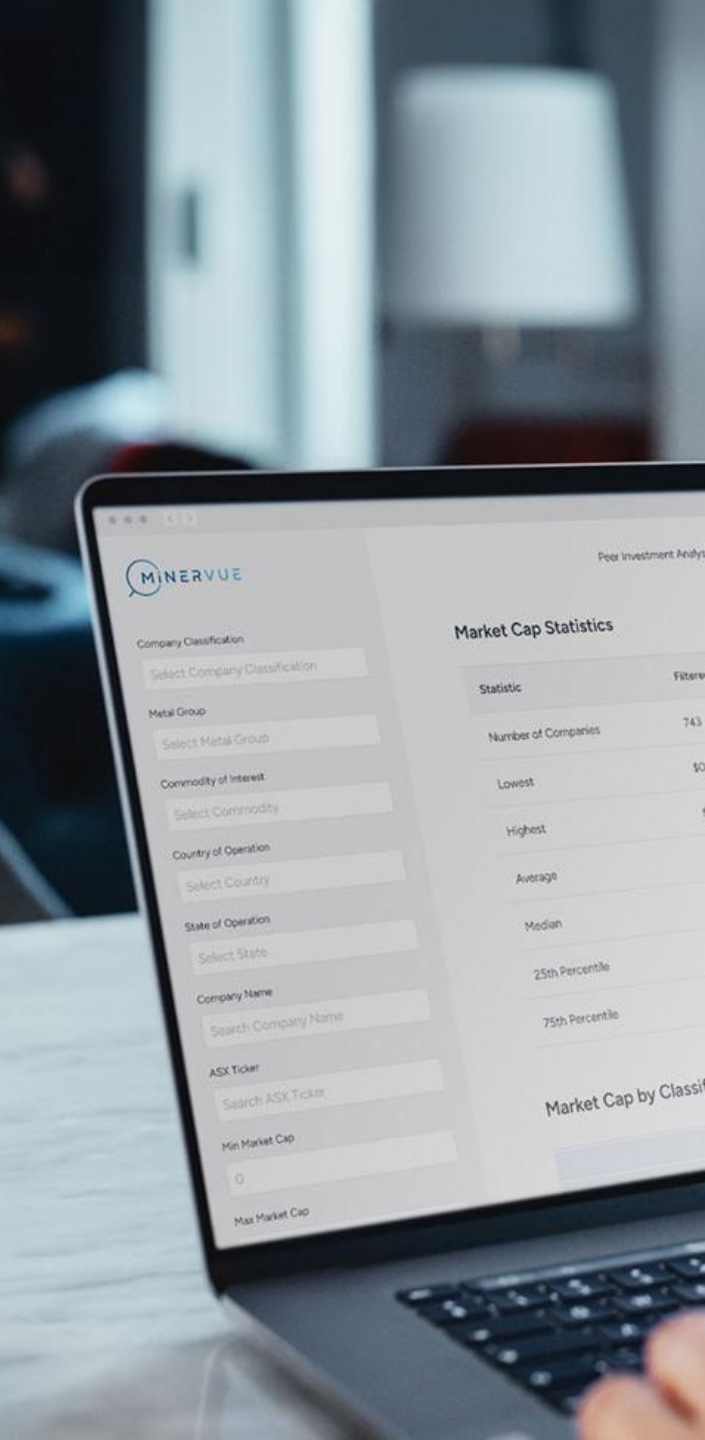 MiNERVUE
Company Classification
Select Company Classification
Metal Group
Select Metal Group
Commodity of Interest
Select Commodity
Country of Operation
Select Country
State of Operation
Select State
Company Name
Search Company Name
ASX Ticker
Search ASX Ticker
Min Market Cap
0
Max Market Cap
Peer Investment Analys
Market Cap Statistics
Statistic Filtere
Number of Companies 743
Lowest $0
Highest
Average
Median
25th Percentile
75th Percentile
Market Cap by Classif